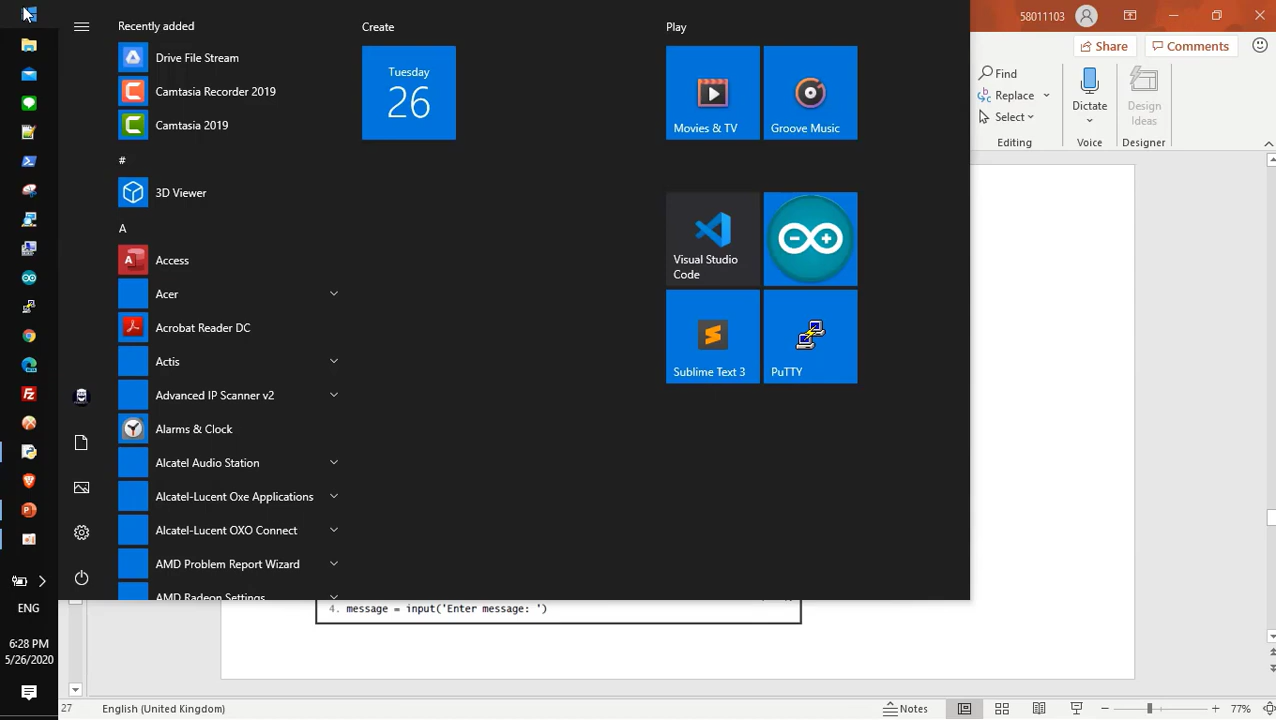 Recently added
Drive File Stream
Camtasia Recorder 2019
Camtasia 2019
#
3D Viewer
A
Access
Acer
Acrobat Reader DC
Actis
Advanced IP Scanner v2
Alarms & Clock
Alcatel Audio Station
Alcatel-Lucent Oxe Applications
Alcatel-Lucent OXO Connect
AMD Problem Report Wizard
AMD Radeon Settings
Create
Tuesday
26
Play
Movies & TV
Groove Music
Visual Studio
Code
Sublime Text 3
PuTTY
58011103
Share
Comments
Find
Replace
Select
Editing
Dictate
Voice
Design
Ideas
Designer
4. message = input('Enter message: ')
ENG
6:28 PM
5/26/2020
27
English (United Kingdom)
Notes
77%